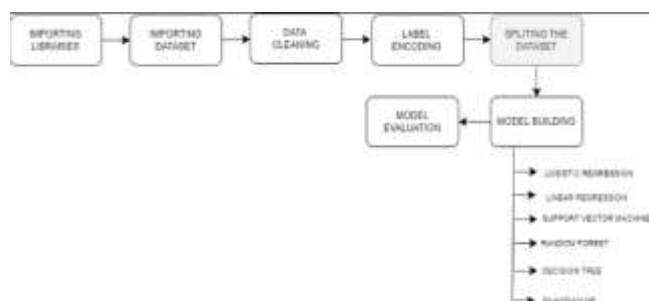 IMPORTING
LIBRARIES
IMPORTING
DATASET
DATA
CLEANING
LABEL
ENCODING
SPLITING THE
DATASET
MODEL
EVALUATION
MODEL BUILDING
LOGISTIC REGRESSION
LINEAR REGRESSION
SUPPORT VECTOR MACHINE
RANDOM FOREST
DECISION TREE